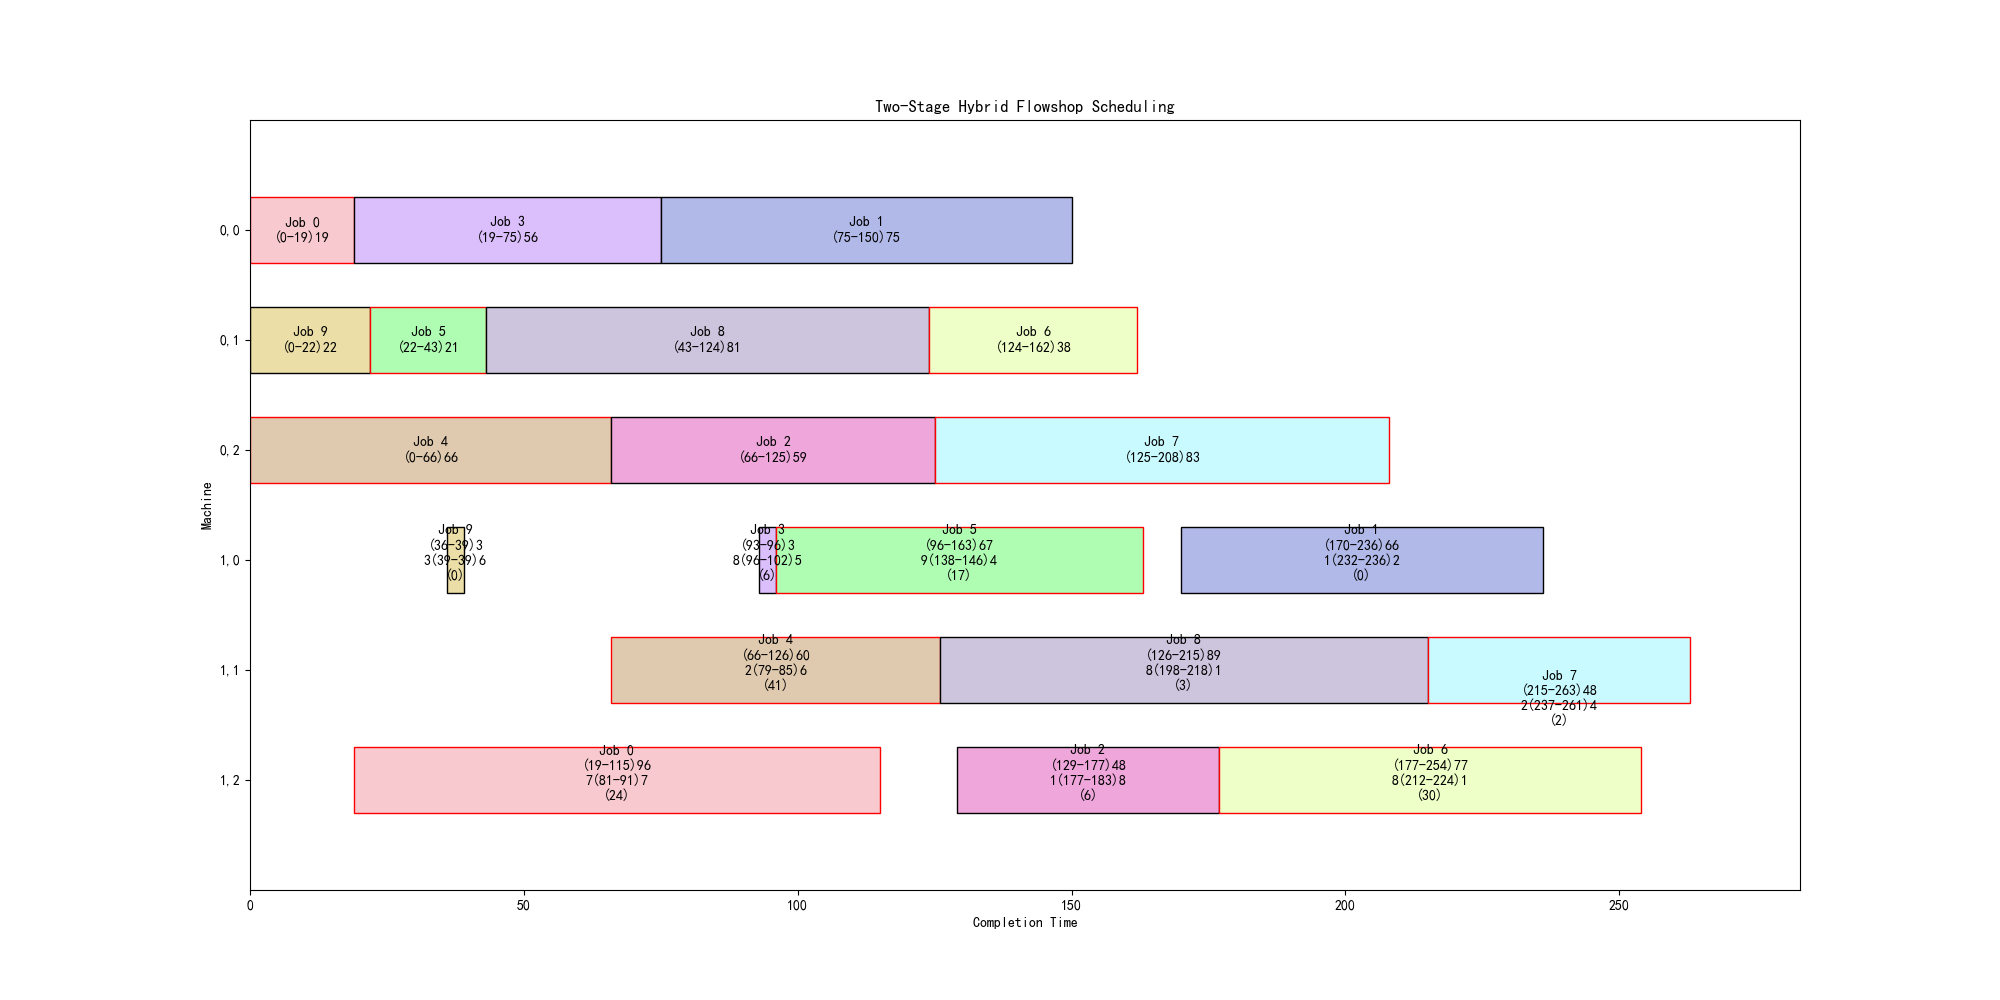 Two-Stage Hybrid Flowshop Scheduling
Machine
0,0
Job 0
(0-19)19
Job 3
(19-75)56
Job 1
(75-150)75
0,1
Job 9
(0-22)22
Job 5
(22-43)21
Job 8
(43-124)81
Job 6
(124-162)38
0,2
Job 4
(0-66)66
Job 2
(66-125)59
Job 7
(125-208)83
1,0
Job 9
(36-39)3
3(39-39)6
(0)
Job 3
(93-96)3
8(96-102)5
(6)
Job 5
(96-163)67
9(138-146)4
(17)
Job 1
(170-236)66
1(232-236)2
(0)
1,1
Job 4
(66-126)60
2(79-85)6
(41)
Job 8
(126-215)89
8(198-218)1
(3)
Job 7
(215-263)48
2(237-261)4
(2)
1,2
Job 0
(19-115)96
7(81-91)7
(24)
Job 2
(129-177)48
1(177-183)8
(6)
Job 6
(177-254)77
8(212-224)1
(30)
0 50 100 150 200 250
Completion Time